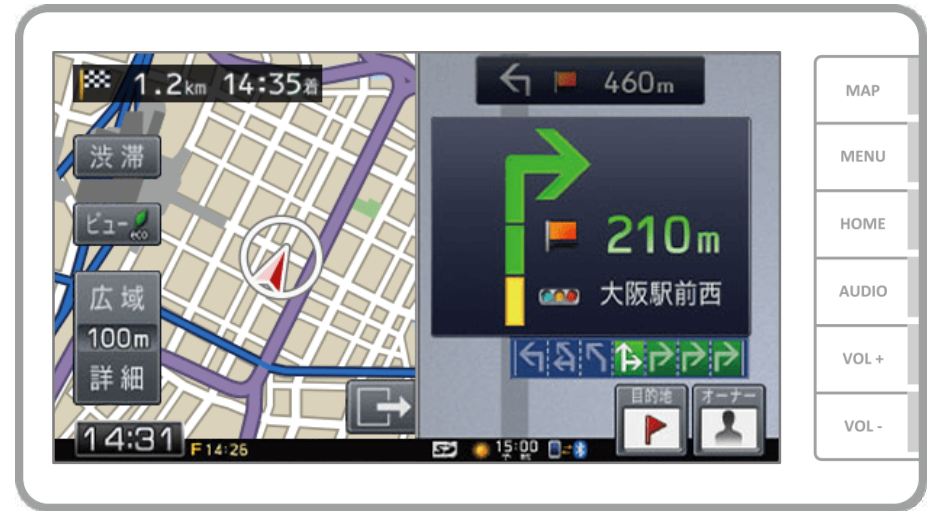 1.2km 14:35着
渋滞
ビュー
eco
広域
100m
詳細
14:31
F14:26
460m
210m
大阪駅前西
目的地
オーナー
15:00
MAP
MENU
HOME
AUDIO
VOL +
VOL -